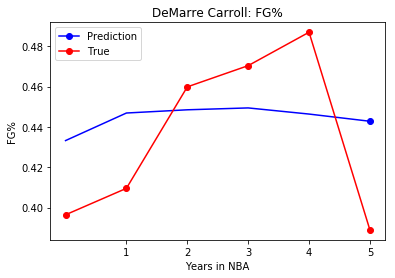 DeMarre Carroll: FG%
Prediction
True
FG%
0.48
0.46
0.44
0.42
0.40
1 2 3 4 5
Years in NBA